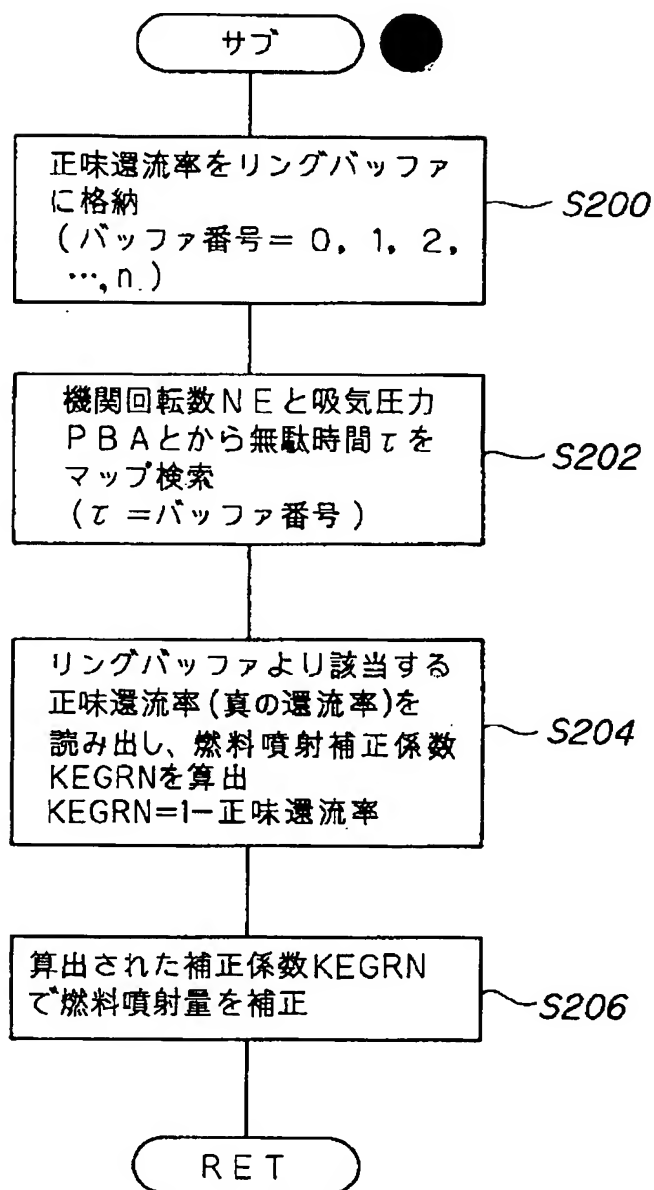 サブ
正味還流率をリングバッファ
に格納
(バッファ番号= 0, 1, 2,
…,n.)
S200
機関回転数NEと吸気圧力
PBAとから無駄時間τを
マップ検索
(τ=バッファ番号)
S202
リングバッファより該当する
正味還流率(真の還流率)を
読み出し、燃料噴射補正係数
KEGRNを算出
KEGRN=1-正味還流率
S204
算出された補正係数KEGRN
で燃料噴射量を補正
S206
RET